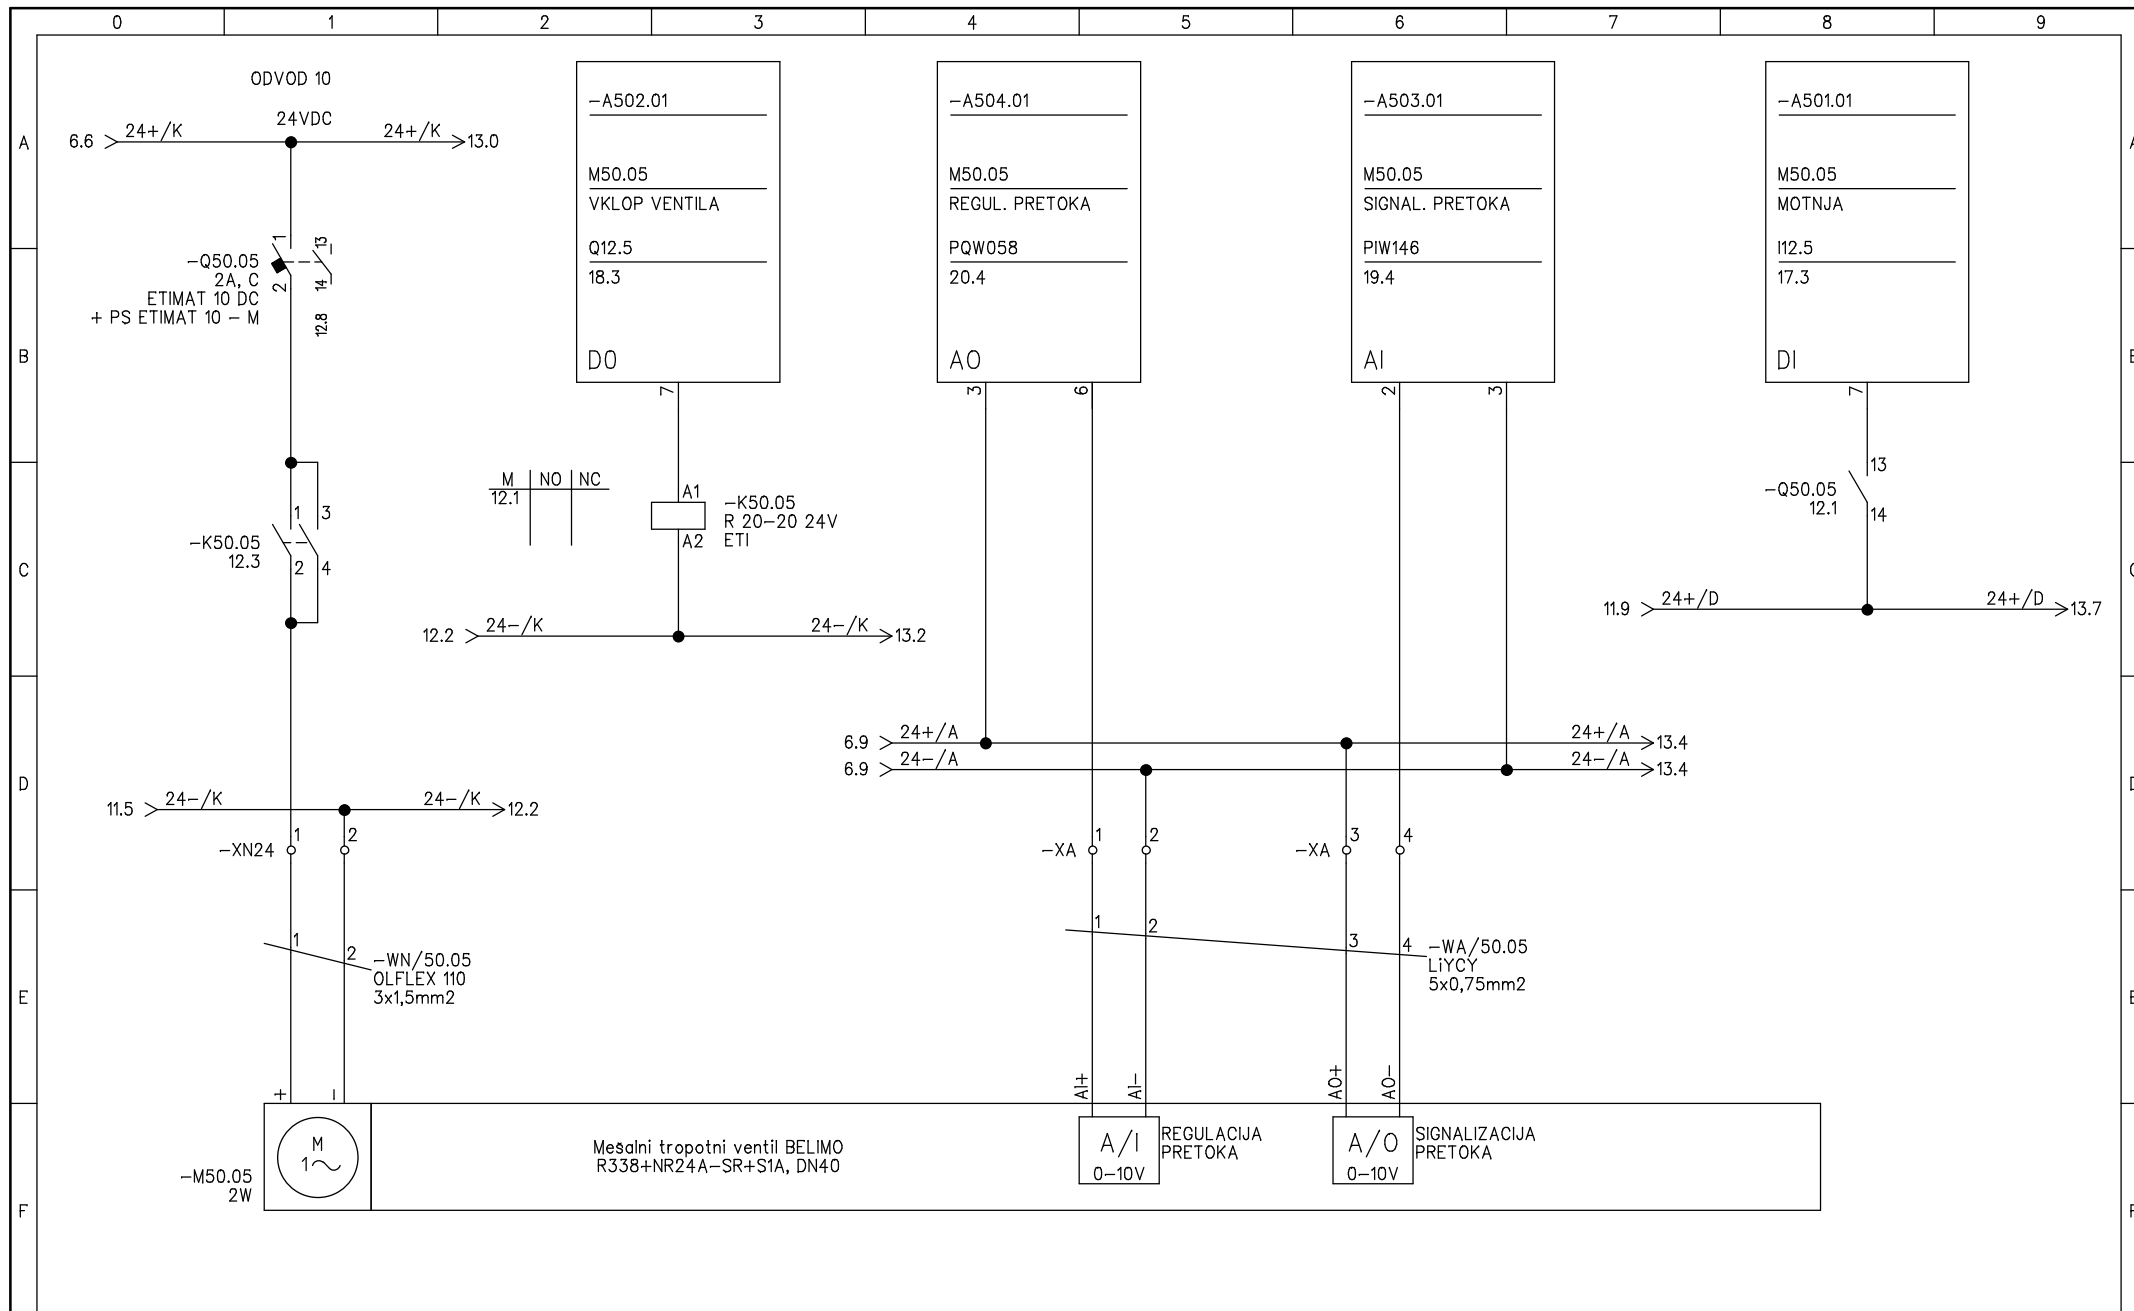 0 1 2 3 4 5 6 7 8 9
A
B
C
D
E
F
ODVOD 10
24VDC
6.6 24+/K 24+/K 13.0
1 13
-Q50.05
2A, C
ETIMAT 10 DC
+ PS ETIMAT 10 - M
2 14
12.8
-A502.01
M50.05
VKLOP VENTILA
Q12.5
18.3
DO
7
-A504.01
M50.05
REGUL. PRETOKA
PQW058
20.4
AO
3 6
-A503.01
M50.05
SIGNAL. PRETOKA
PIW146
19.4
AI
2 3
-A501.01
M50.05
MOTNJA
I12.5
17.3
DI
7
1 3
-K50.05
12.3
2 4
M NO NC
12.1
A1
-K50.05
R 20-20 24V
ETI
A2
12.2 24-/K 24-/K 13.2
13
-Q50.05
12.1
14
11.9 24+/D 24+/D 13.7
6.9 24+/A 24+/A 13.4
6.9 24-/A 24-/A 13.4
11.5 24-/K 24-/K 12.2
1 2
-XN24
1 2
-XA
3 4
-XA
1 2
-WN/50.05
OLFLEX 110
3x1,5mm2
1 2 3 4
-WA/50.05
LiYCY
5x0,75mm2
+ -
M
1
-M50.05
2W
Mešalni tropotni ventil BELIMO
R338+NR24A-SR+S1A, DN40
AI+ AI-
A/I
0-10V
REGULACIJA
PRETOKA
AO+ AO-
A/O
0-10V
SIGNALIZACIJA
PRETOKA